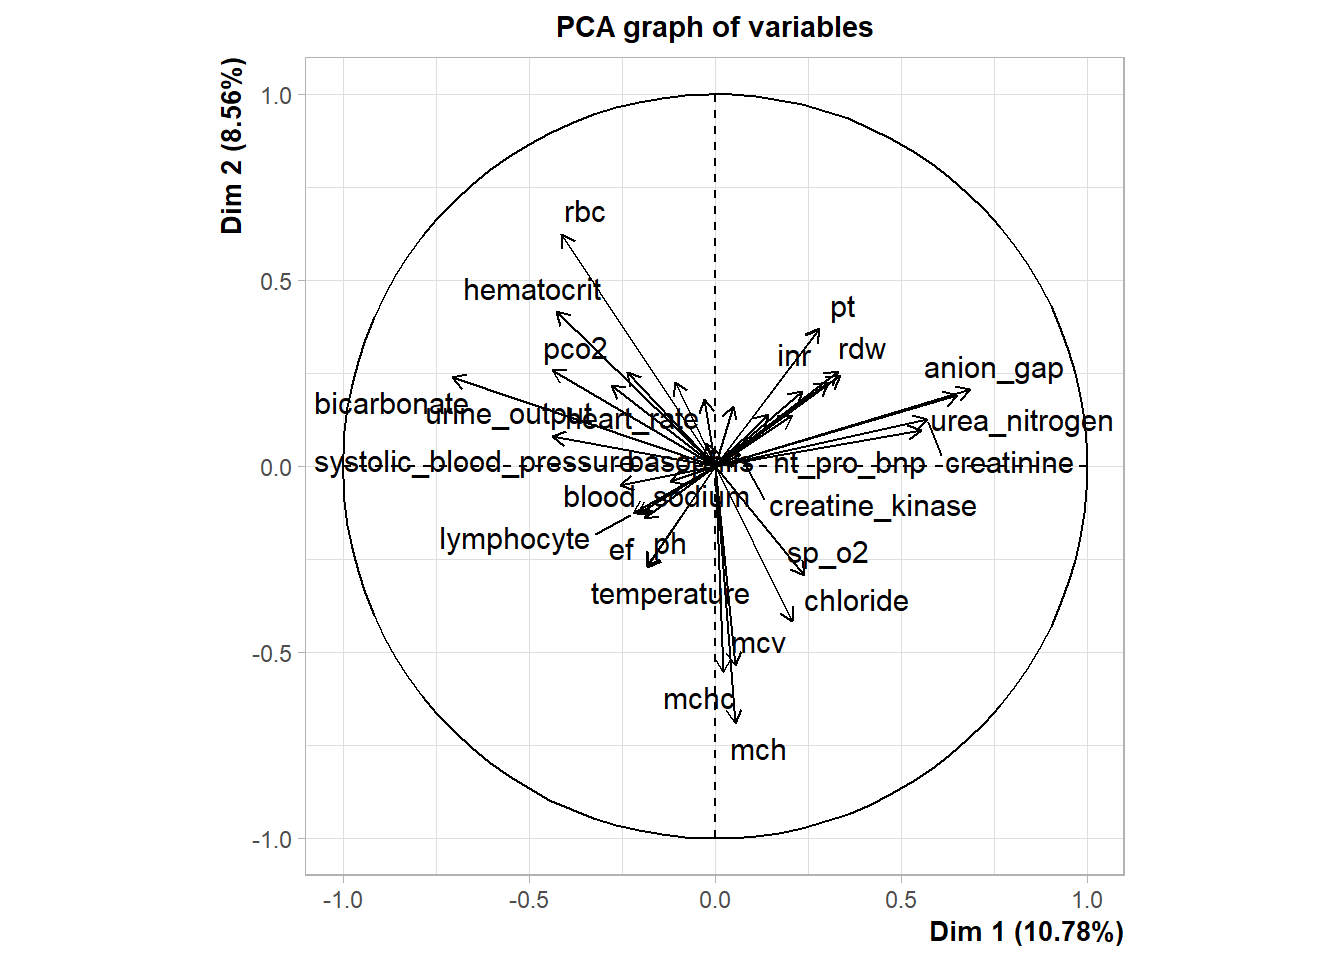 PCA graph of variables
Dim 2 (8.56%)
1.0
0.5
0.0
-0.5
-1.0
rbc
hematocrit
pco2
bicarbonate
urine_output
heart_rate
systolic_blood_pressure
blood_sodium
lymphocyte
ef
ph
temperature
pt
inr
rdw
anion_gap
urea_nitrogen
nt_pro_bnp
creatinine
creatine_kinase
sp_o2
chloride
mcv
mchc
mch
-1.0
-0.5
0.0
0.5
1.0
Dim 1 (10.78%)